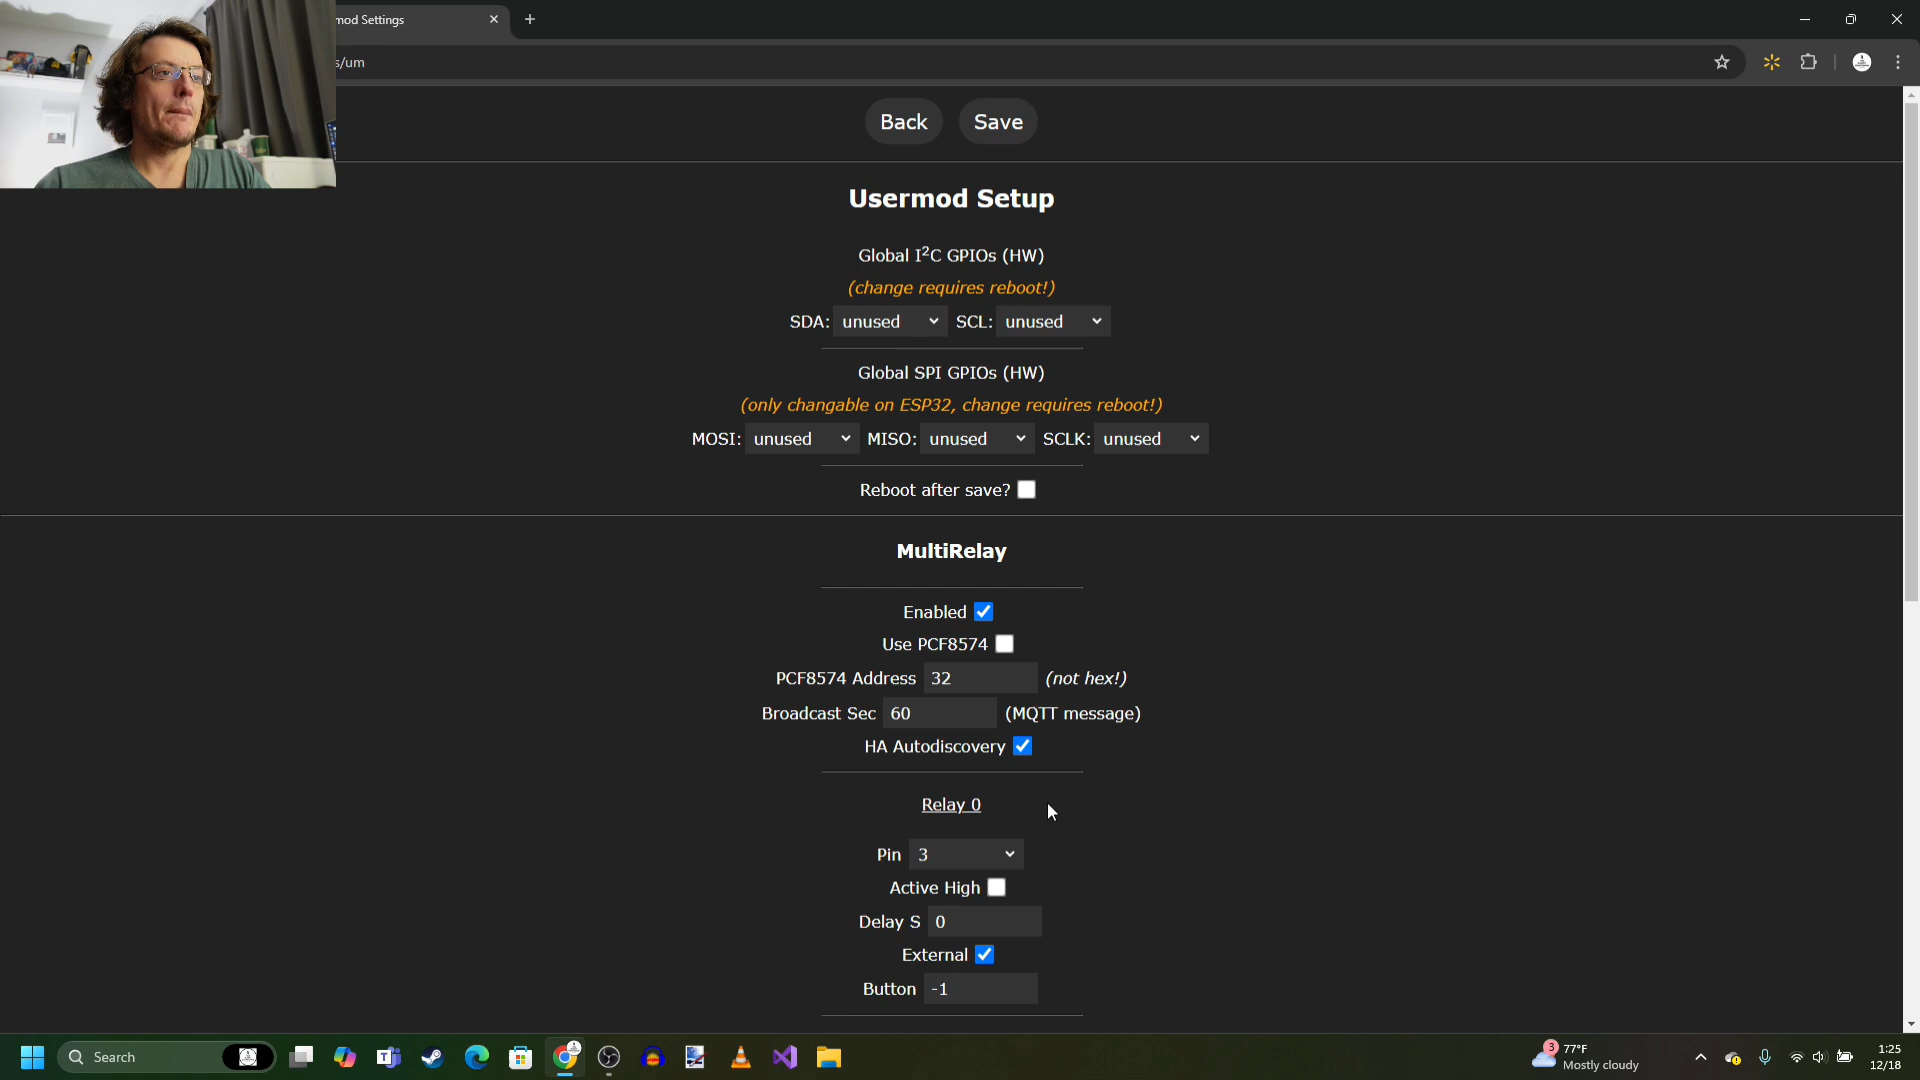 mod Settings
s/um
Back Save
Usermod Setup
Global I²C GPIOs (HW)
(change requires reboot!)
SDA: unused SCL: unused
Global SPI GPIOs (HW)
(only changable on ESP32, change requires reboot!)
MOSI: unused MISO: unused SCLK: unused
Reboot after save?
MultiRelay
Enabled
Use PCF8574
PCF8574 Address 32 (not hex!)
Broadcast Sec 60 (MQTT message)
HA Autodiscovery
Relay 0
Pin 3
Active High
Delay S 0
External
Button -1
Search
3
77°F
Mostly cloudy
1:25
12/18